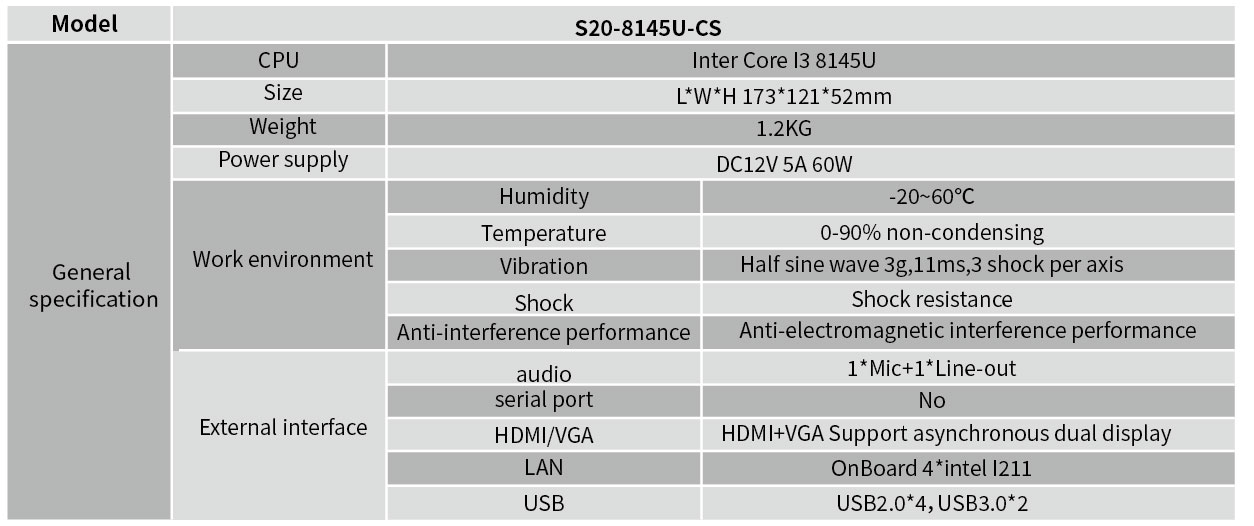 Model S20-8145U-CS
CPU Inter Core I3 8145U
Size L*W*H 173*121*52mm
Weight 1.2KG
Power supply DC12V 5A 60W
Humidity -20~60℃
Temperature 0-90% non-condensing
Work environment
Vibration Half sine wave 3g,11ms,3 shock per axis
General
specification
Shock Shock resistance
Anti-interference performance Anti-electromagnetic interference performance
audio 1*Mic+1*Line-out
serial port No
External interface
HDMI/VGA HDMI+VGA Support asynchronous dual display
LAN OnBoard 4*intel I211
USB USB2.0*4, USB3.0*2